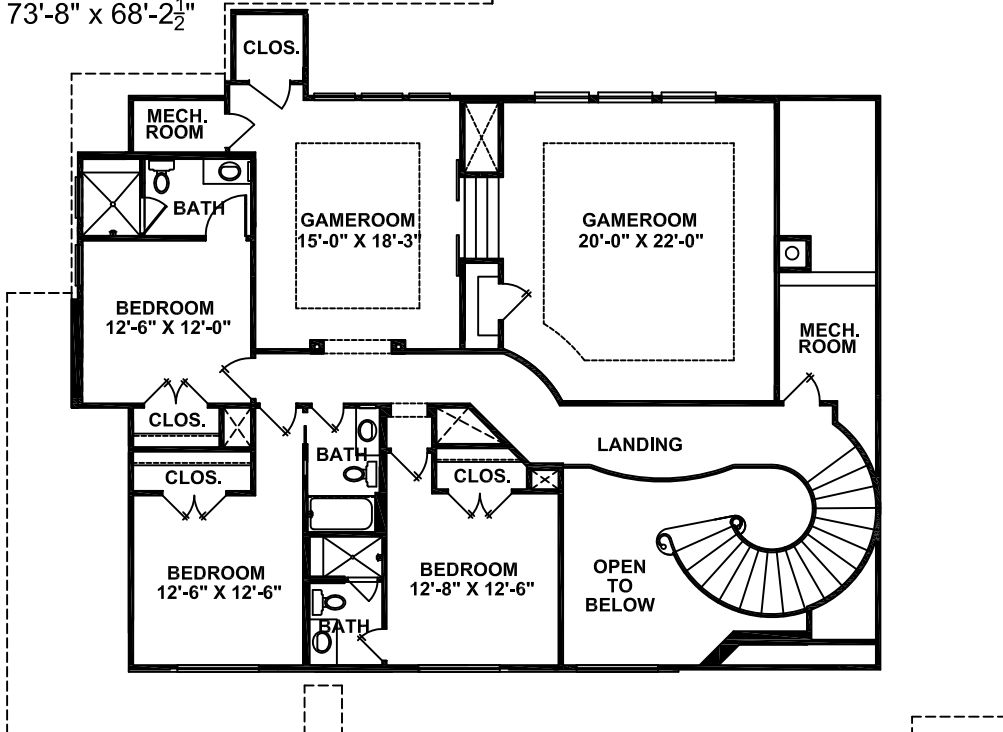 73'-8" x 68'-2½"
CLOS.
MECH.
ROOM
BATH
GAMEROOM
15'-0" X 18'-3"
GAMEROOM
20'-0" X 22'-0"
BEDROOM
12'-6" X 12'-0"
MECH.
ROOM
CLOS.
BATH
LANDING
CLOS.
CLOS.
BEDROOM
12'-6" X 12'-6"
BEDROOM
12'-8" X 12'-6"
OPEN
TO
BELOW
BATH